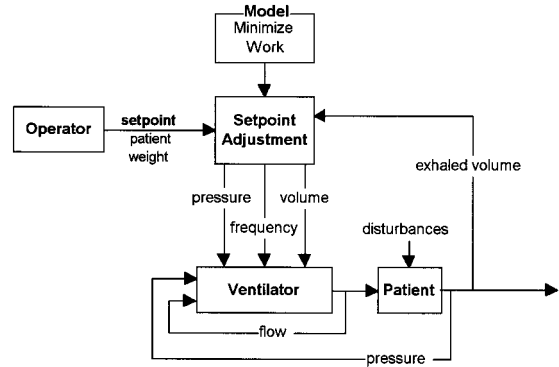 Model
Minimize
Work
Operator
setpoint
patient
weight
Setpoint
Adjustment
exhaled volume
pressure
volume
frequency
disturbances
Ventilator
Patient
flow
pressure